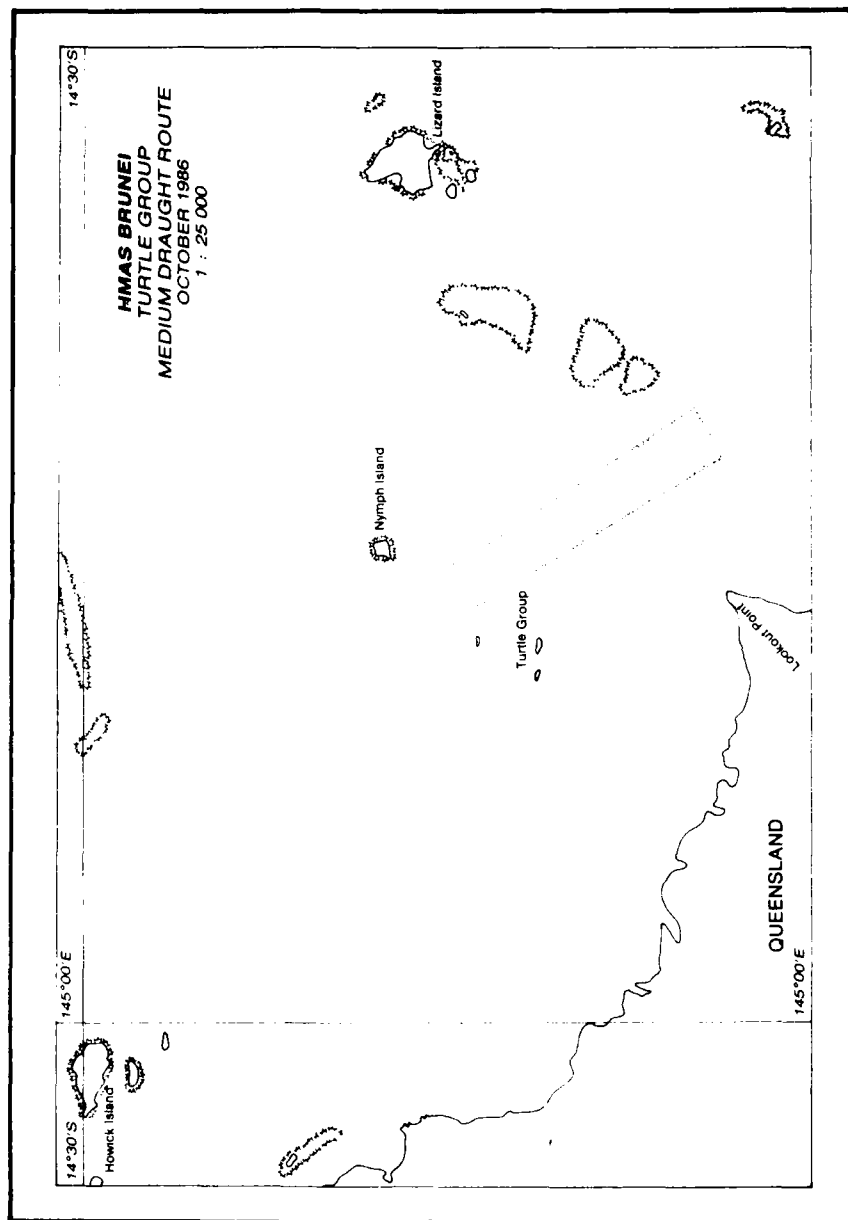 14°30'S
145°00'E
14°30'S
HMAS BRUNEI
TURTLE GROUP
MEDIUM DRAUGHT ROUTE
OCTOBER 1986
1 : 25 000
Howick Island
Lizard Island
Nymph Island
Turtle Group
Lookout Point
QUEENSLAND
145°00'E